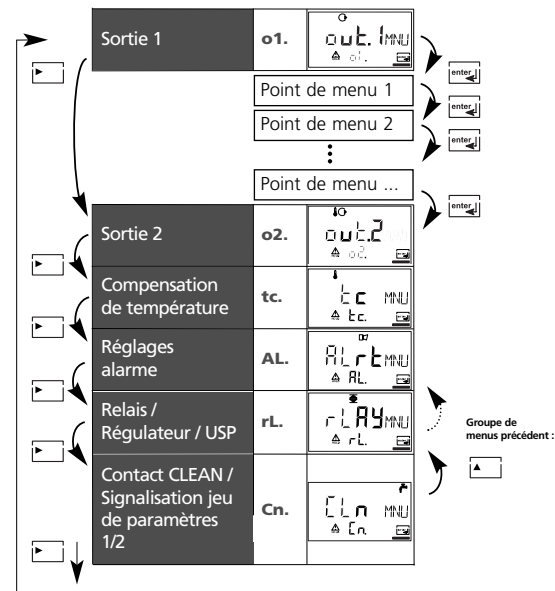 Sortie 1
o1.
out.1 MNU
o1.
enter
Point de menu 1
enter
Point de menu 2
enter
Point de menu ...
enter
Sortie 2
o2.
out.2
o2.
Compensation
de température
tc.
tc MNU
tc.
Réglages
alarme
AL.
ALrt MNU
AL.
Relais /
Régulateur / USP
rL.
rLAY MNU
rL.
Groupe de
menus précédent :
Contact CLEAN /
Signalisation jeu
de paramètres
1/2
Cn.
CLn MNU
Cn.